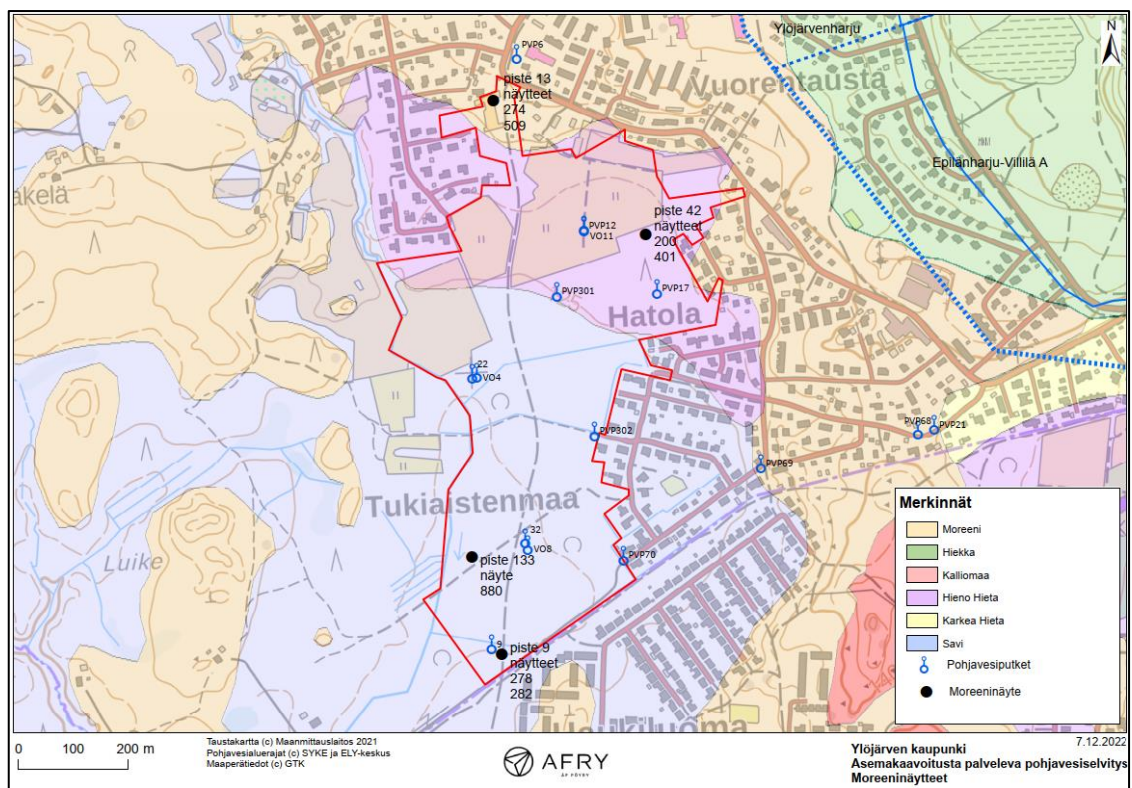 Ylöjärvenharju
N
PVP6
piste 13
näytteet
274
509
Vuorentausta
Epilänharju-Villilä A
akelä
PVP12
VO11
piste 42
näytteet
200
401
PVP301
PVP17
Hatola
22
VO4
PVP302
PVP68
PVP21
PVP69
Tukiaistenmaa
32
VO8
PVP70
Luike
piste 133
näyte
880
9
piste 9
näytteet
278
282
Merkinnät
Moreeni
Hiekka
Kalliomaa
Hieno Hieta
Karkea Hieta
Savi
Pohjavesiputket
Moreeninäyte
0 100 200 m
Taustakartta (c) Maanmittauslaitos 2021
Pohjavesialuerajat (c) SYKE ja ELY-keskus
Maaperätiedot (c) GTK
AFRY
ÅF PÖYRY
7.12.2022
Ylöjärven kaupunki
Asemakaavoitusta palveleva pohjavesiselvitys
Moreeninäytteet